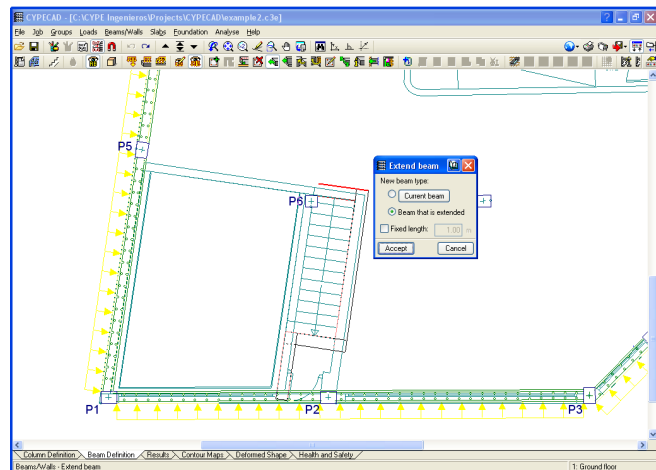 CYPECAD - [C:\CYPE Ingenieros\Projects\CYPECAD\example2.c3e]
File Job Groups Loads Beams/Walls Slabs Foundation Analyse Help
P5
Extend beam
New beam type:
Current beam
P6
Beam that is extended
Fixed length: 1.00 m
Accept Cancel
P1 P2 P3
Column Definition Beam Definition Results Contour Maps Deformed Shape Health and Safety
Beams/Walls - Extend beam 1: Ground floor